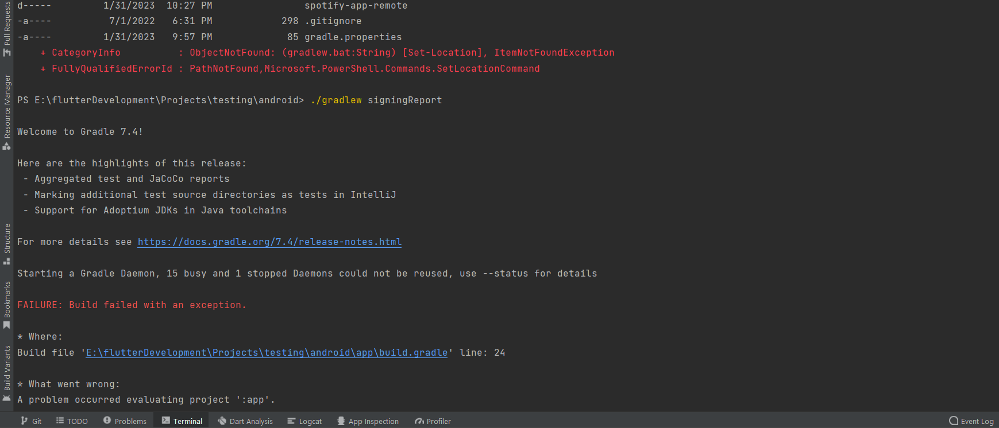 d-----         1/31/2023  10:27 PM                spotify-app-remote
-a----          7/1/2022   6:31 PM            298 .gitignore
-a----         1/31/2023   9:57 PM             85 gradle.properties
    + CategoryInfo          : ObjectNotFound: (gradlew.bat:String) [Set-Location], ItemNotFoundException
    + FullyQualifiedErrorId : PathNotFound,Microsoft.PowerShell.Commands.SetLocationCommand
PS E:\flutterDevelopment\Projects\testing\android> ./gradlew signingReport
Welcome to Gradle 7.4!
Here are the highlights of this release:
 - Aggregated test and JaCoCo reports
 - Marking additional test source directories as tests in IntelliJ
 - Support for Adoptium JDKs in Java toolchains
For more details see https://docs.gradle.org/7.4/release-notes.html
Starting a Gradle Daemon, 15 busy and 1 stopped Daemons could not be reused, use --status for details
FAILURE: Build failed with an exception.
* Where:
Build file 'E:\flutterDevelopment\Projects\testing\android\app\build.gradle' line: 24
* What went wrong:
A problem occurred evaluating project ':app'.
Pull Requests
Resource Manager
Structure
Bookmarks
Build Variants
Git
TODO
Problems
Terminal
Dart Analysis
Logcat
App Inspection
Profiler
Event Log